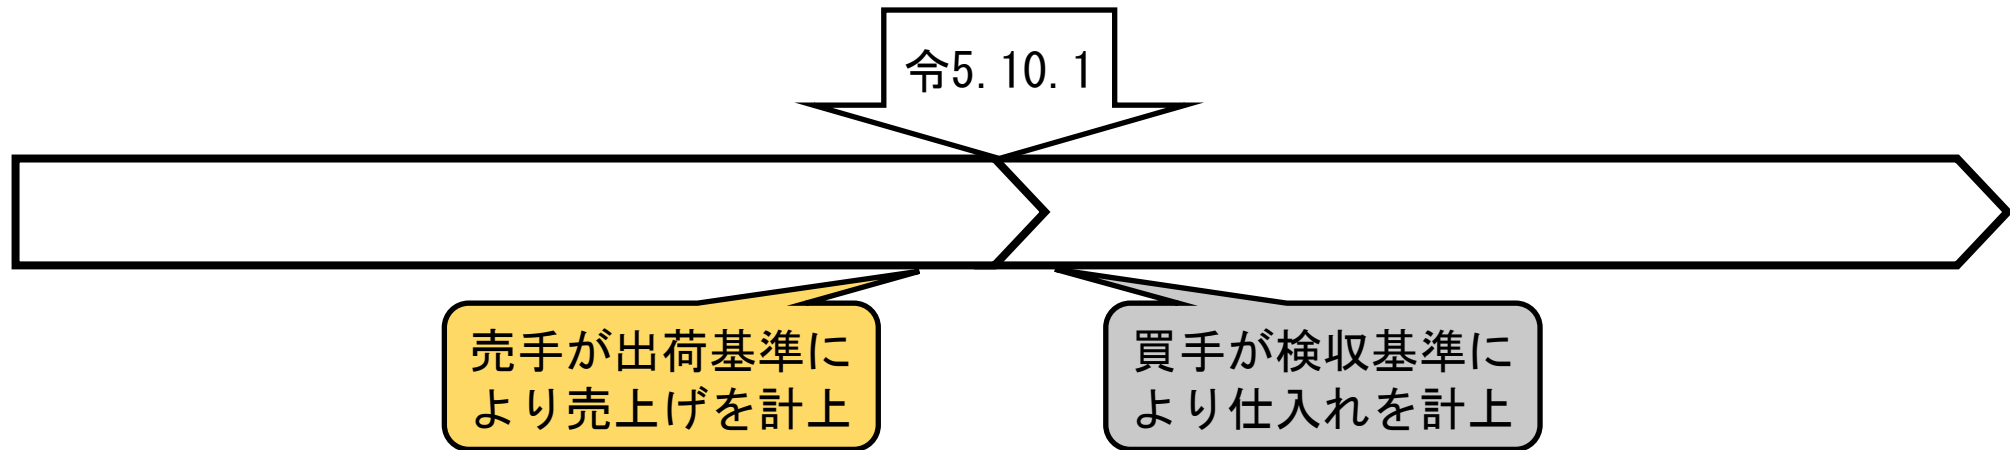 令5.10.1
売手が出荷基準に
より売上げを計上
買手が検収基準に
より仕入れを計上